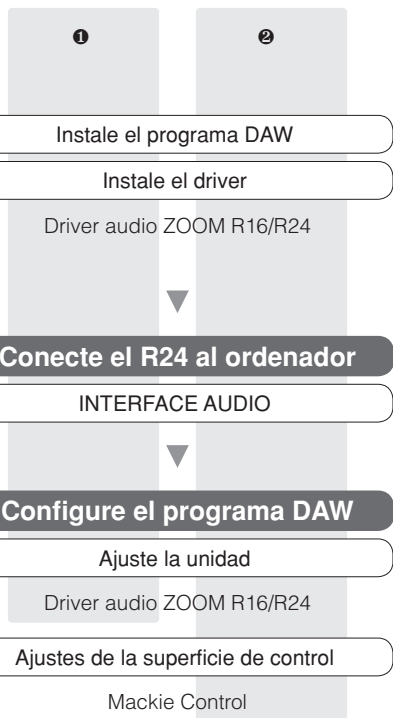 ❶ ❷
Instale el programa DAW
Instale el driver
Driver audio ZOOM R16/R24
Conecte el R24 al ordenador
INTERFACE AUDIO
Configure el programa DAW
Ajuste la unidad
Driver audio ZOOM R16/R24
Ajustes de la superficie de control
Mackie Control